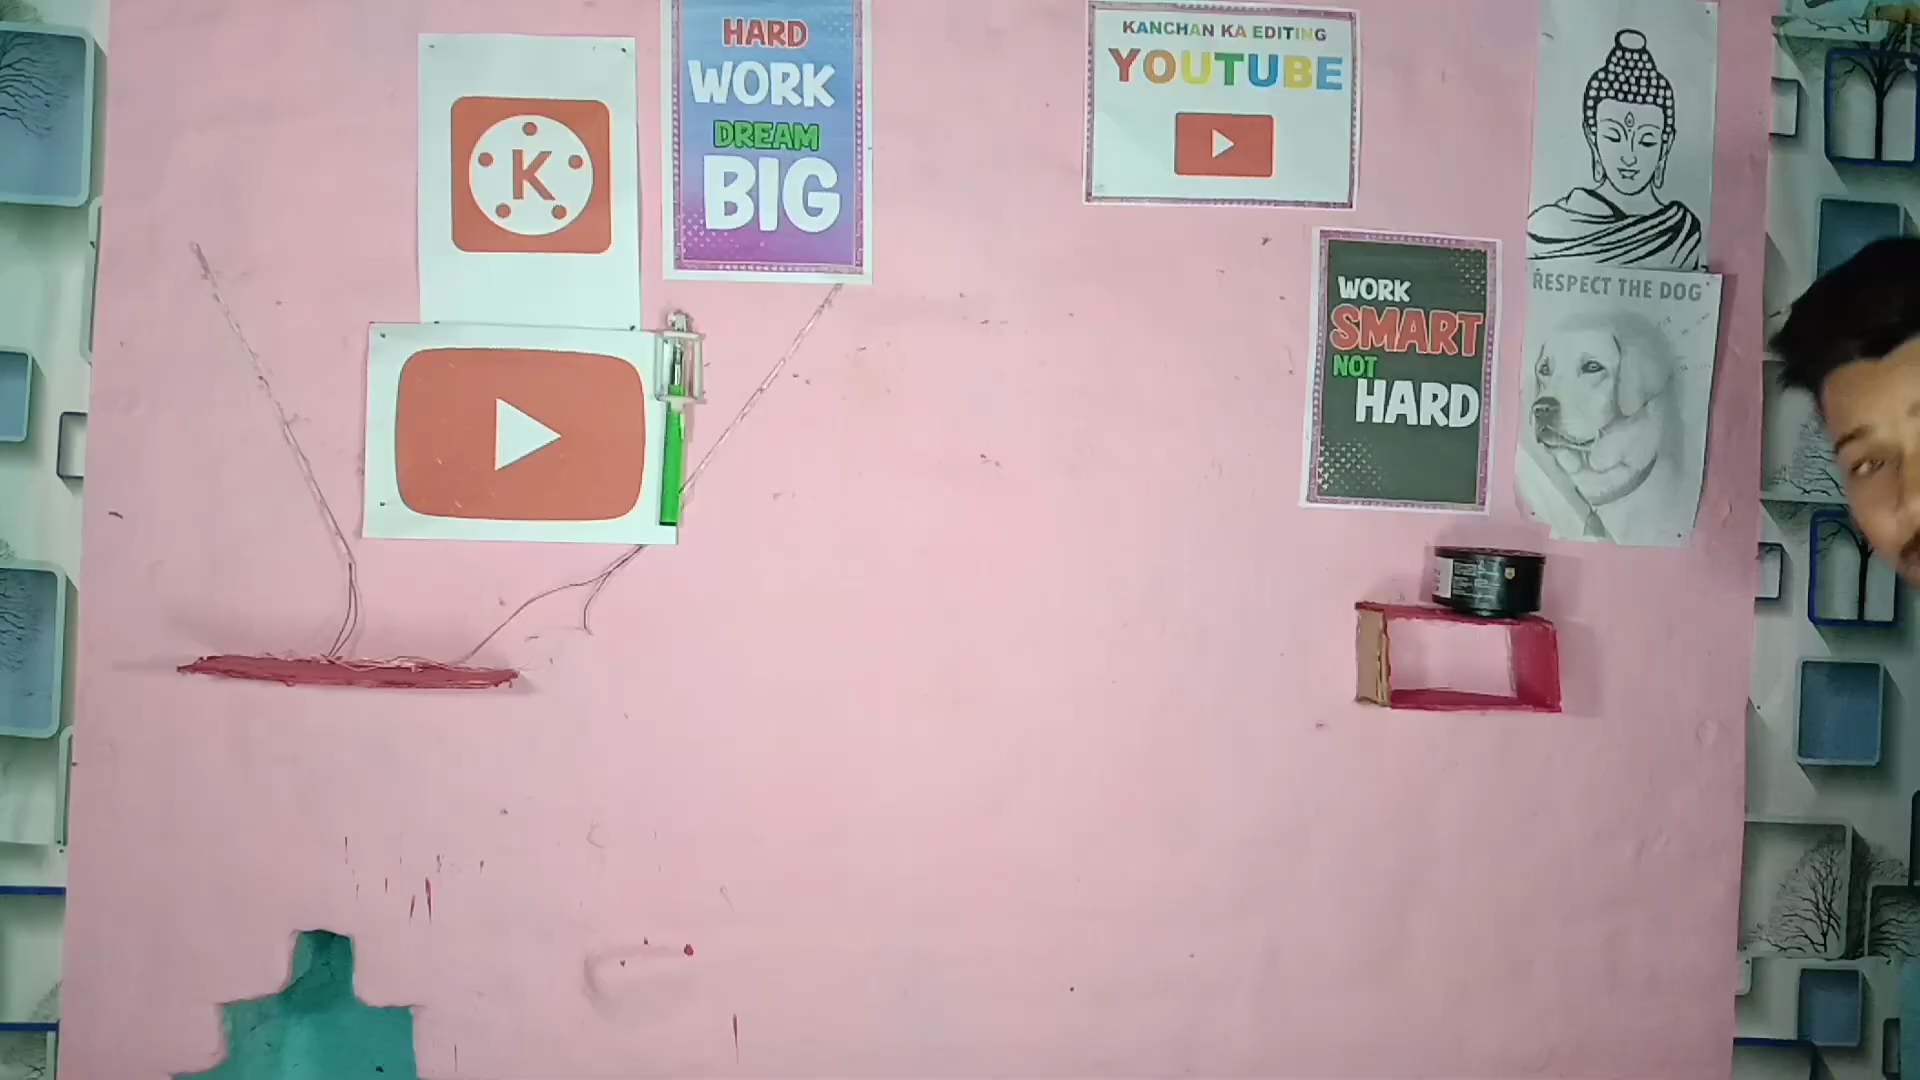 K
HARD
WORK
DREAM
BIG
KANCHAN KA EDITING
YOUTUBE
WORK
SMART
NOT
HARD
RESPECT THE DOG